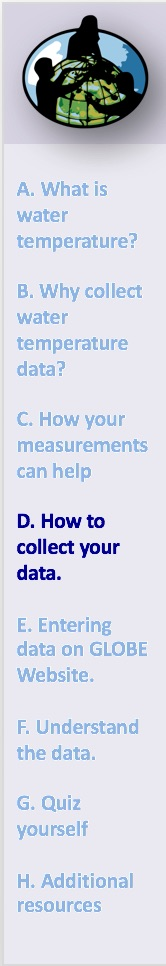 A. What is
water
temperature?
B. Why collect
water
temperature
data?
C. How your
measurements
can help
D. How to
collect your
data.
E. Entering
data on GLOBE
Website.
F. Understand
the data.
G. Quiz
yourself
H. Additional
resources